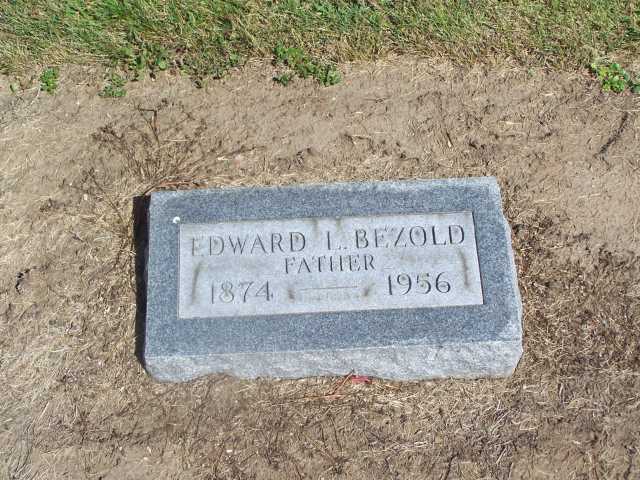 EDWARD L. BEZOLD
FATHER
1874 — 1956